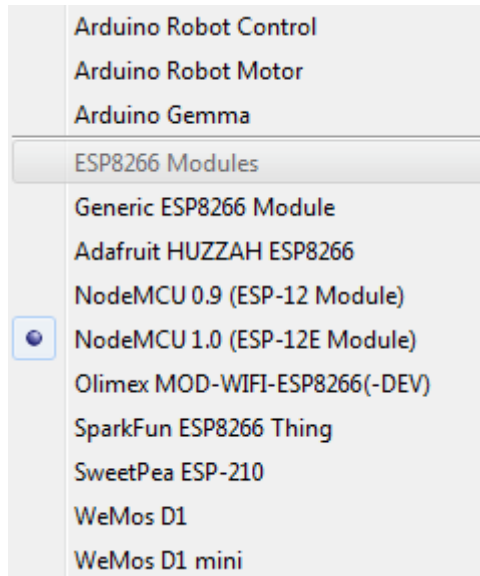 Arduino Robot Control
Arduino Robot Motor
Arduino Gemma
ESP8266 Modules
Generic ESP8266 Module
Adafruit HUZZAH ESP8266
NodeMCU 0.9 (ESP-12 Module)
NodeMCU 1.0 (ESP-12E Module)
Olimex MOD-WIFI-ESP8266(-DEV)
SparkFun ESP8266 Thing
SweetPea ESP-210
WeMos D1
WeMos D1 mini